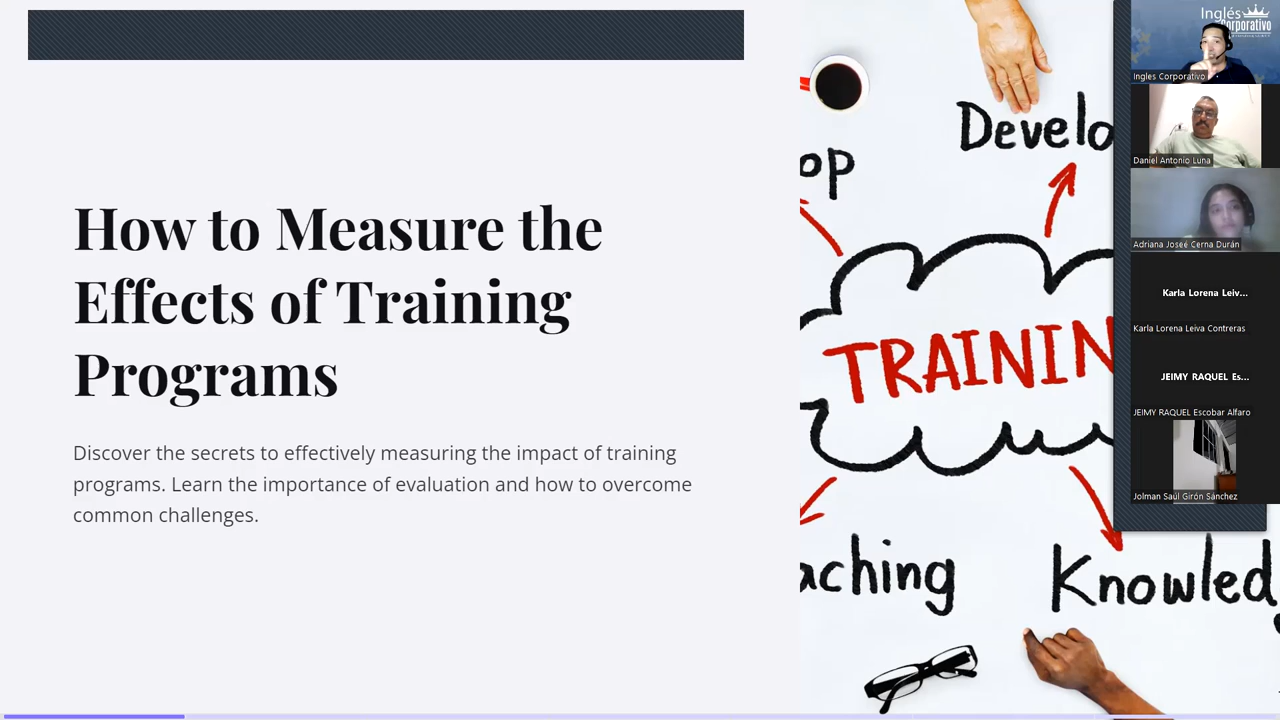 How to Measure the
Effects of Training
Programs
Discover the secrets to effectively measuring the impact of training
programs. Learn the importance of evaluation and how to overcome
common challenges.
op
Develo
TRAININ
aching
Knowled
Inglés
Corporativo
Ingles Corporativo
Daniel Antonio Luna
Adriana Joseé Cerna Durán
Karla Lorena Leiv...
Karla Lorena Leiva Contreras
JEIMY RAQUEL Es...
JEIMY RAQUEL Escobar Alfaro
Jolman Saúl Girón Sánchez